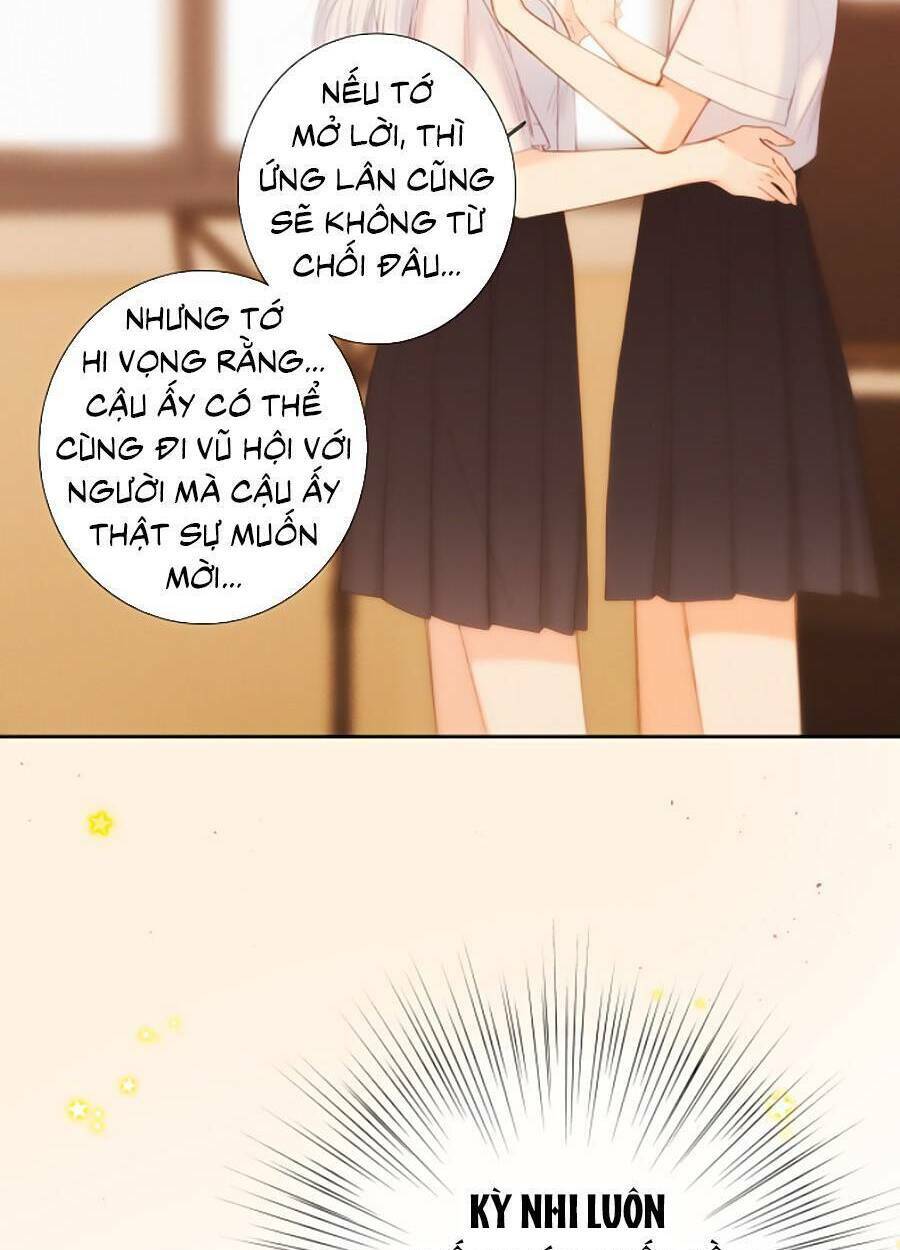 NẾU TỚ
MỞ LỜI, THÌ
ỨNG LÂN CŨNG
SẼ KHÔNG TỪ
CHỐI ĐÂU...
NHƯNG TỚ
HI VỌNG RẰNG...
CẬU ẤY CÓ THỂ
CÙNG ĐI VŨ HỘI VỚI
NGƯỜI MÀ CẬU ẤY
THẬT SỰ MUỐN
MỜI...
KỲ NHI LUÔN